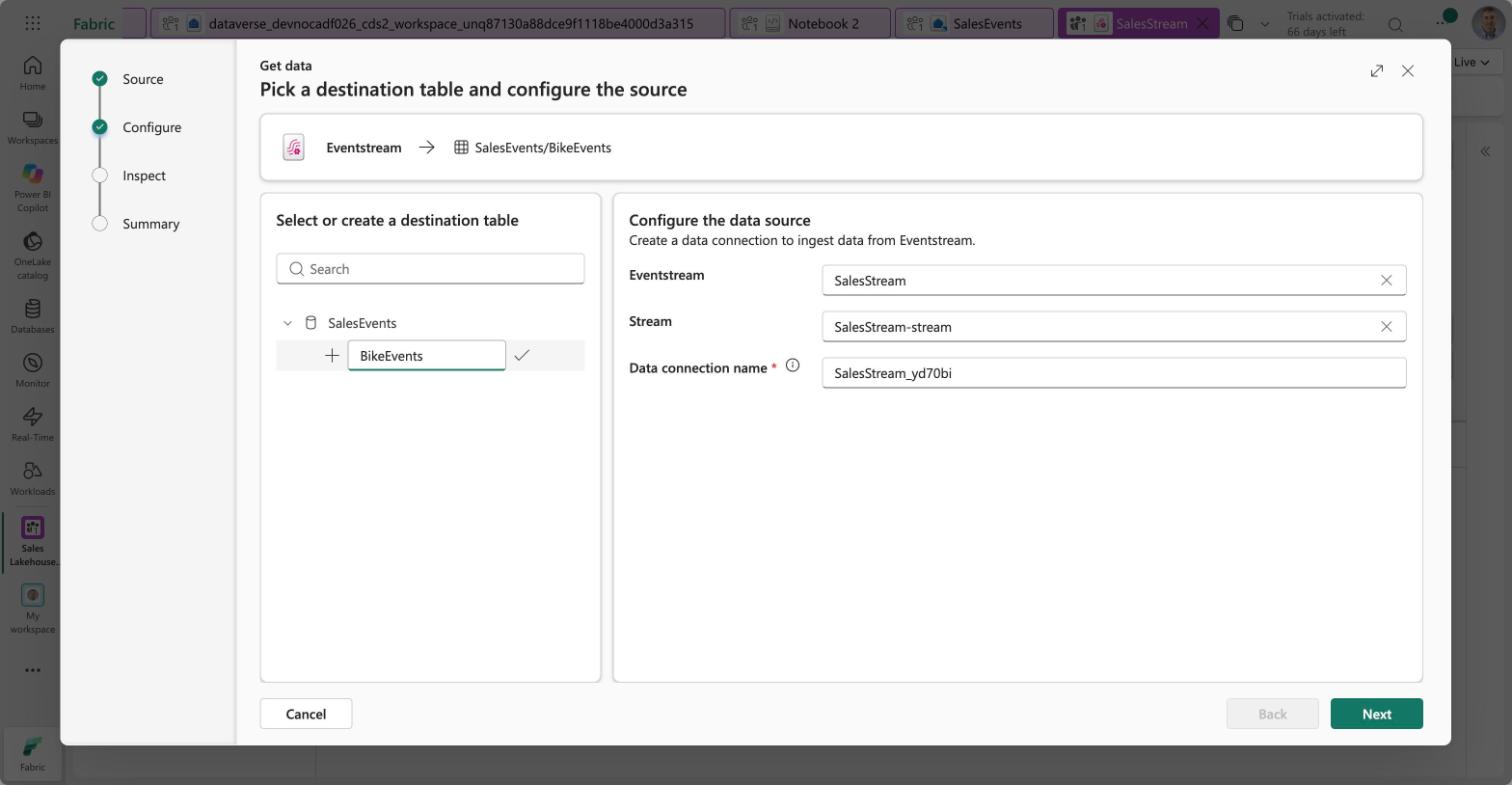 Fabric
dataverse_devnocadf026_cds2_workspace_unq87130a88dce9f1118be4000d3a315
Notebook 2
SalesEvents
SalesStream
Trials activated:
66 days left
Live
Home
Workspaces
Power BI
Copilot
OneLake
catalog
Databases
Monitor
Real-Time
Workloads
Sales
Lakehouse...
My
workspace
Fabric
Source
Configure
Inspect
Summary
Get data
Pick a destination table and configure the source
Eventstream → SalesEvents/BikeEvents
Select or create a destination table
Search
SalesEvents
BikeEvents
Configure the data source
Create a data connection to ingest data from Eventstream.
Eventstream
SalesStream
Stream
SalesStream-stream
Data connection name *
SalesStream_yd70bi
Cancel
Back
Next